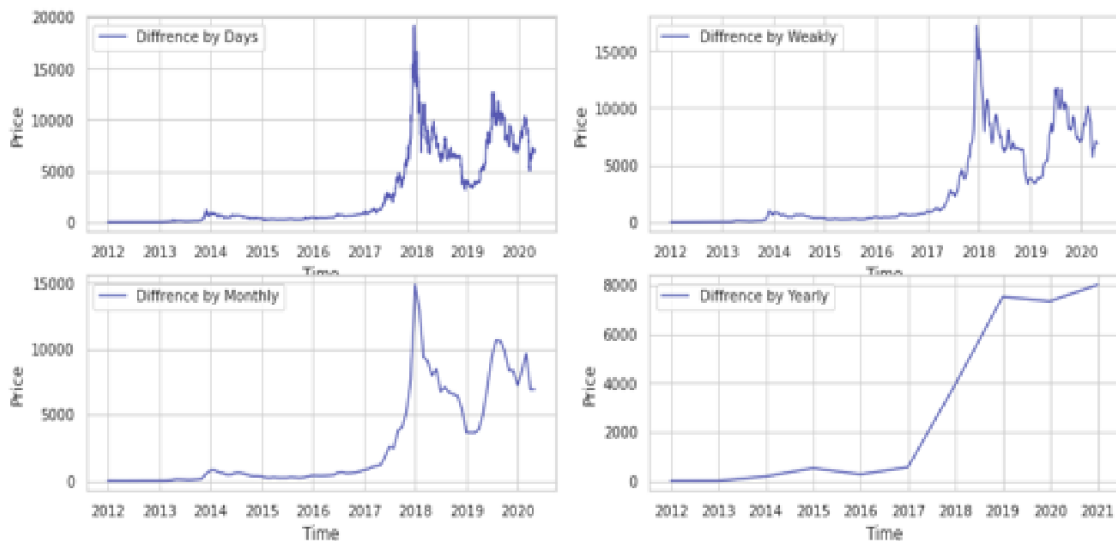 Diffrence by Days
Price
20000
15000
10000
5000
0
2012 2013 2014 2015 2016 2017 2018 2019 2020
Time
Diffrence by Weakly
Price
15000
10000
5000
0
2012 2013 2014 2015 2016 2017 2018 2019 2020
Time
Diffrence by Monthly
Price
15000
10000
5000
0
2012 2013 2014 2015 2016 2017 2018 2019 2020
Time
Diffrence by Yearly
Price
8000
6000
4000
2000
0
2012 2013 2014 2015 2016 2017 2018 2019 2020 2021
Time